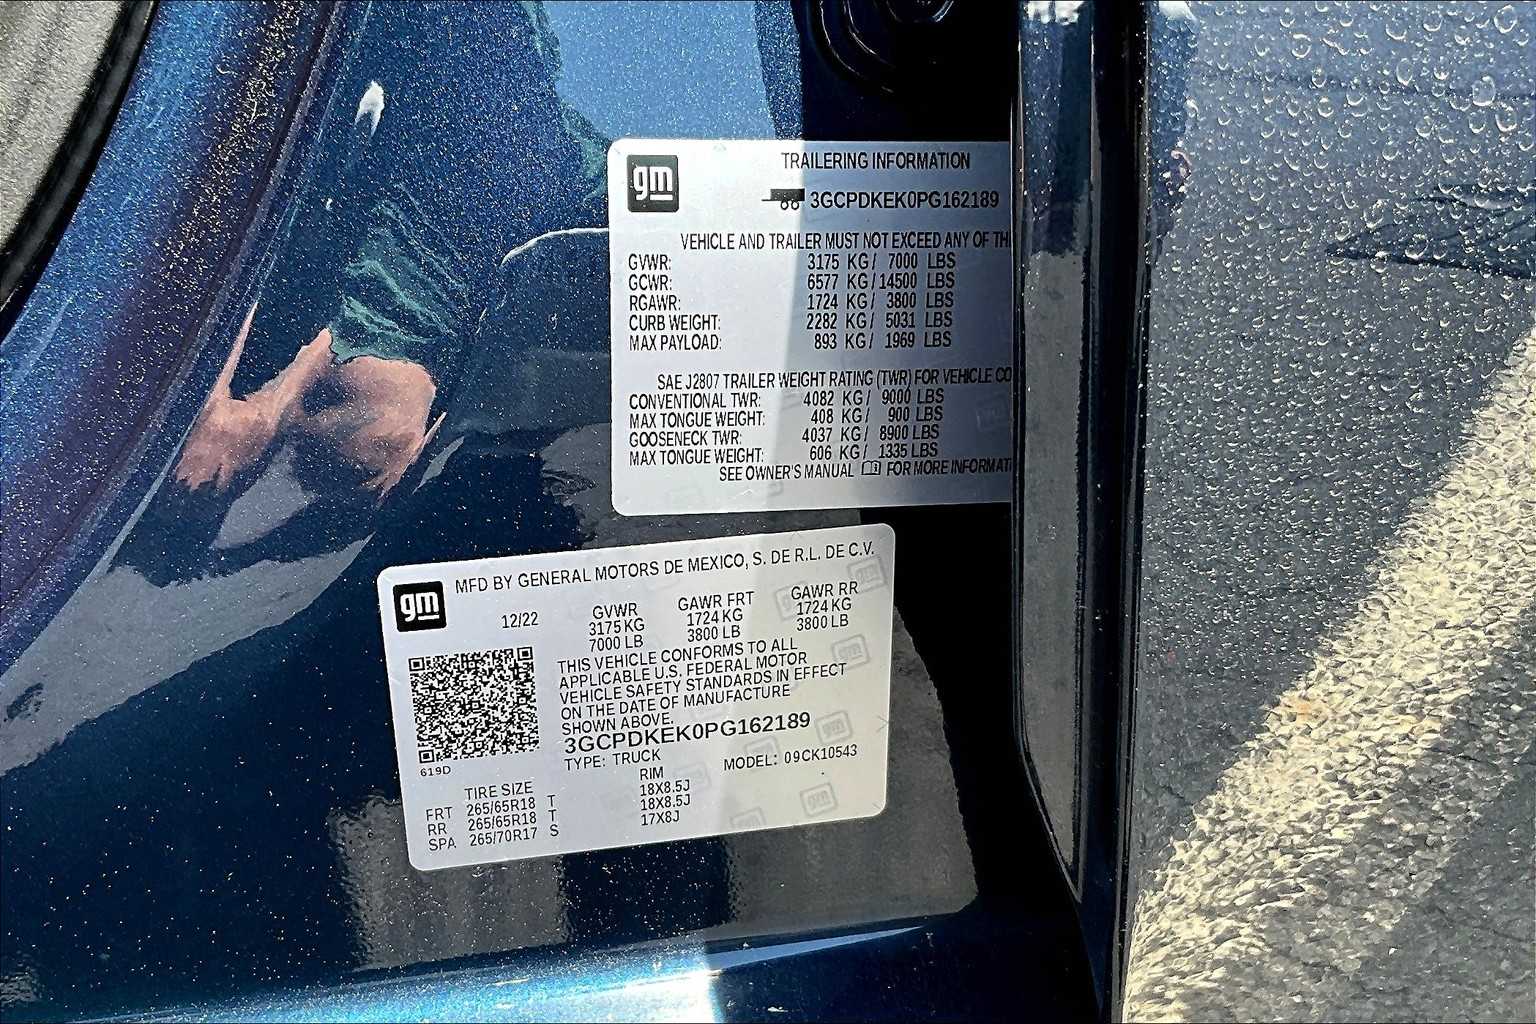 gm
TRAILERING INFORMATION
3GCPDKEK0PG162189
VEHICLE AND TRAILER MUST NOT EXCEED ANY OF
GVWR: 3175 KG/ 7000 LBS
GCWR: 6577 KG/14500 LBS
RGAWR: 1724 KG/ 3800 LBS
CURB WEIGHT: 2282 KG/ 5031 LBS
MAX PAYLOAD: 893 KG/ 1969 LBS
SAE J2807 TRAILER WEIGHT RATING (TWR) FOR VEHICLE
CONVENTIONAL TWR: 4082 KG/ 9000 LBS
MAX TONGUE WEIGHT: 408 KG/ 900 LBS
GOOSENECK TWR: 4037 KG/ 8900 LBS
MAX TONGUE WEIGHT: 606 KG/ 1335 LBS
SEE OWNER'S MANUAL FOR MORE
gm
MFD BY GENERAL MOTORS DE MEXICO, S. DE R.L. DE C.V.
12/22 GVWR GAWR FRT GAWR RR
3175 KG 1724 KG 1724 KG
7000 LB 3800 LB 3800 LB
THIS VEHICLE CONFORMS TO ALL
APPLICABLE U.S. FEDERAL MOTOR
VEHICLE SAFETY STANDARDS IN EFFECT
ON THE DATE OF MANUFACTURE
SHOWN ABOVE.
3GCPDKEK0PG162189
TYPE: TRUCK MODEL: 09CK10543
619D
TIRE SIZE RIM
FRT 265/65R18 T 18X8.5J
RR 265/65R18 T 18X8.5J
SPA 265/70R17 S 17X8J